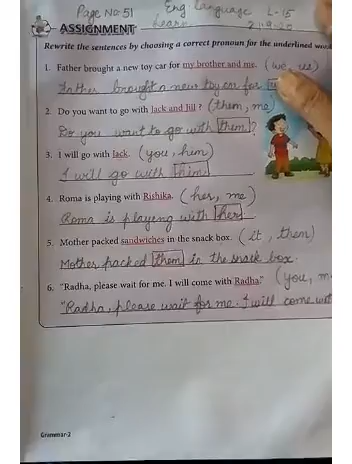 Page No: 51 Eng Language L-15
Learn
ASSIGNMENT
Rewrite the sentences by choosing a correct pronoun for the underlined
1. Father brought a new toy car for my brother and me. (we, us)
Father brought a new toy car for
2. Do you want to go with Jack and Jill? (them, me)
Do you want to go with them?
3. I will go with Jack. (you, him)
I will go with him.
4. Roma is playing with Rishika. (her, me)
Roma is playing with her
5. Mother packed sandwiches in the snack box. (it, them)
Mother packed them in the snack box.
6. "Radha, please wait for me. I will come with Radha." (you, m
"Radha, please wait for me. I will come
Grammar-2